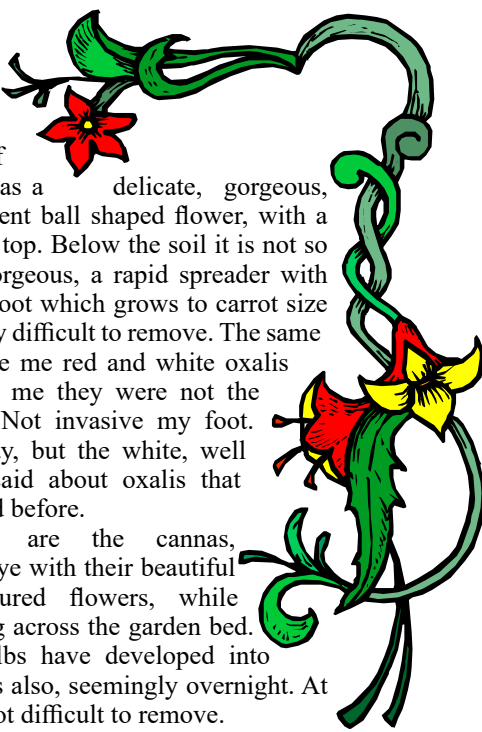 f
as a delicate, gorgeous,
ent ball shaped flower, with a
top. Below the soil it is not so
orgeous, a rapid spreader with
oot which grows to carrot size
y difficult to remove. The same
e me red and white oxalis
me they were not the
Not invasive my foot.
y, but the white, well
aid about oxalis that
d before.
are the cannas,
ye with their beautiful
ured flowers, while
g across the garden bed.
lbs have developed into
s also, seemingly overnight. At
ot difficult to remove.